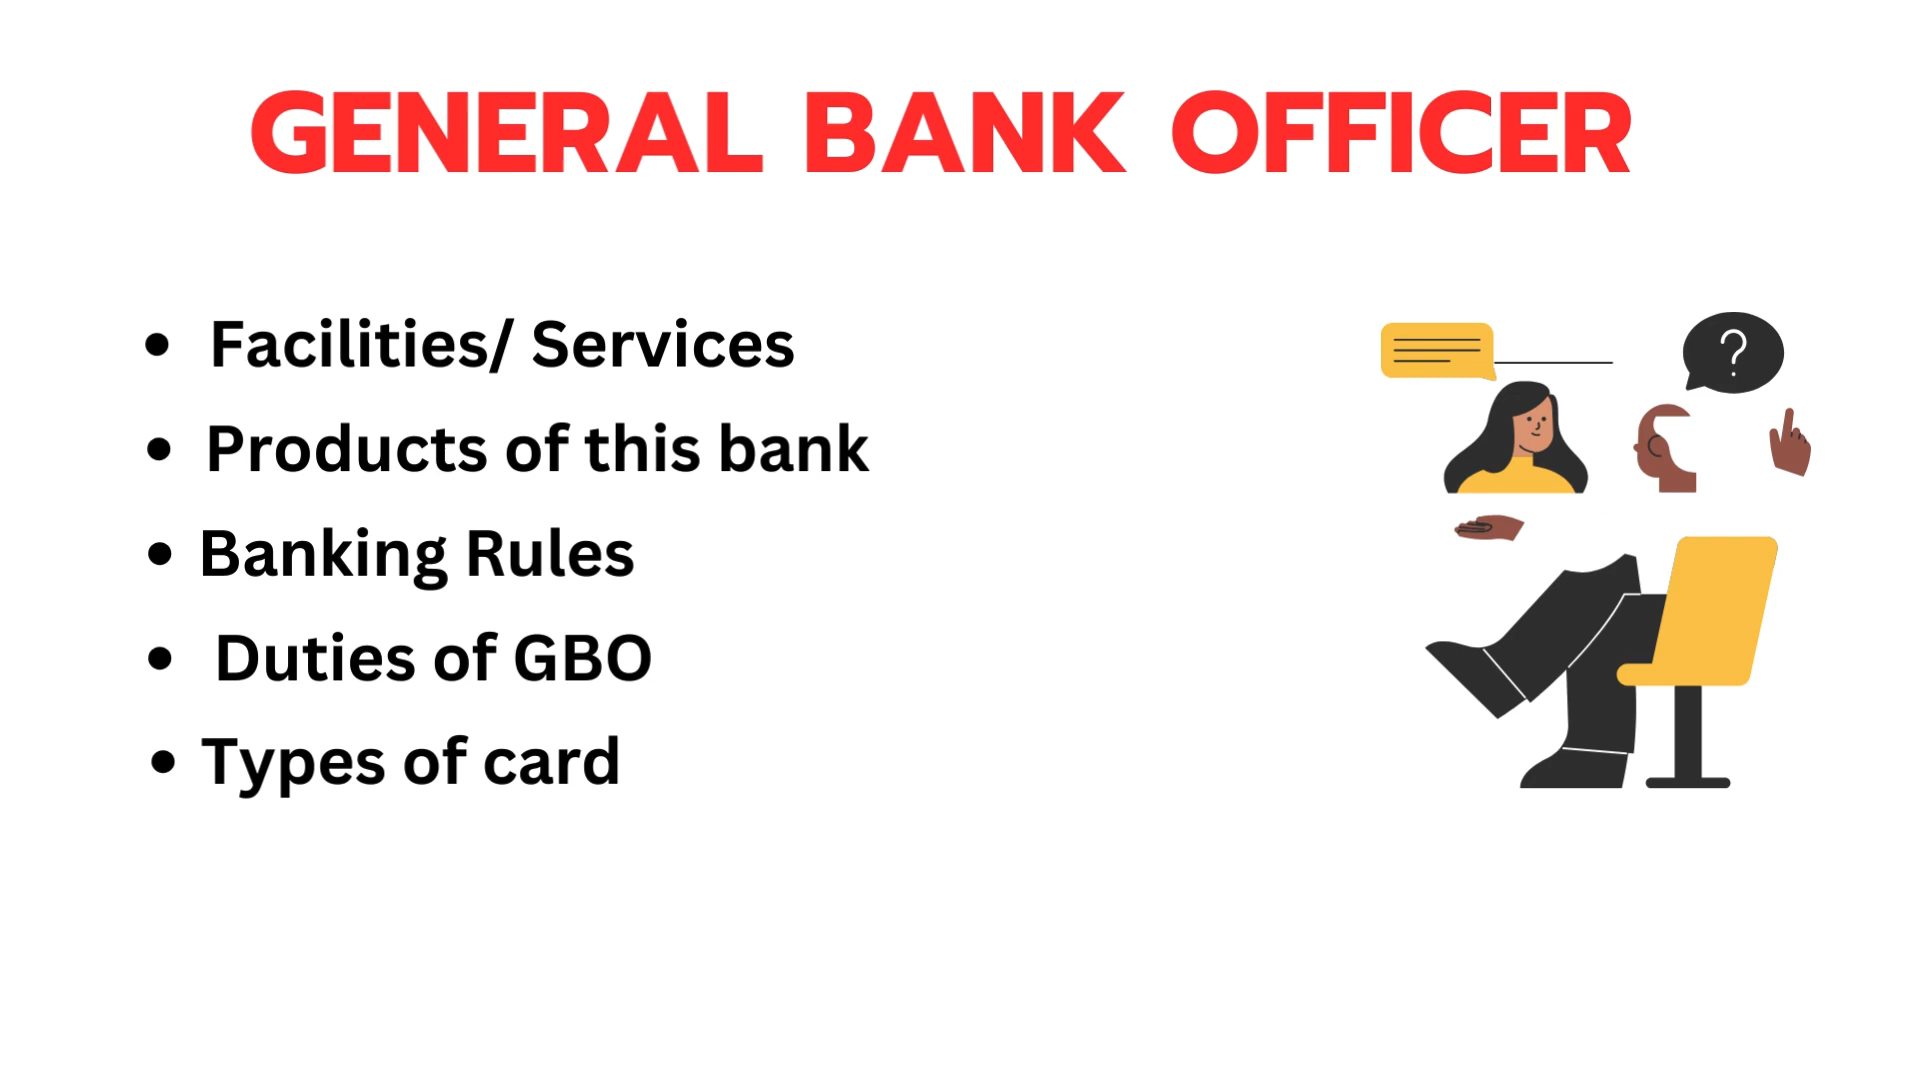 GENERAL BANK OFFICER
• Facilities/ Services
• Products of this bank
• Banking Rules
• Duties of GBO
• Types of card
?